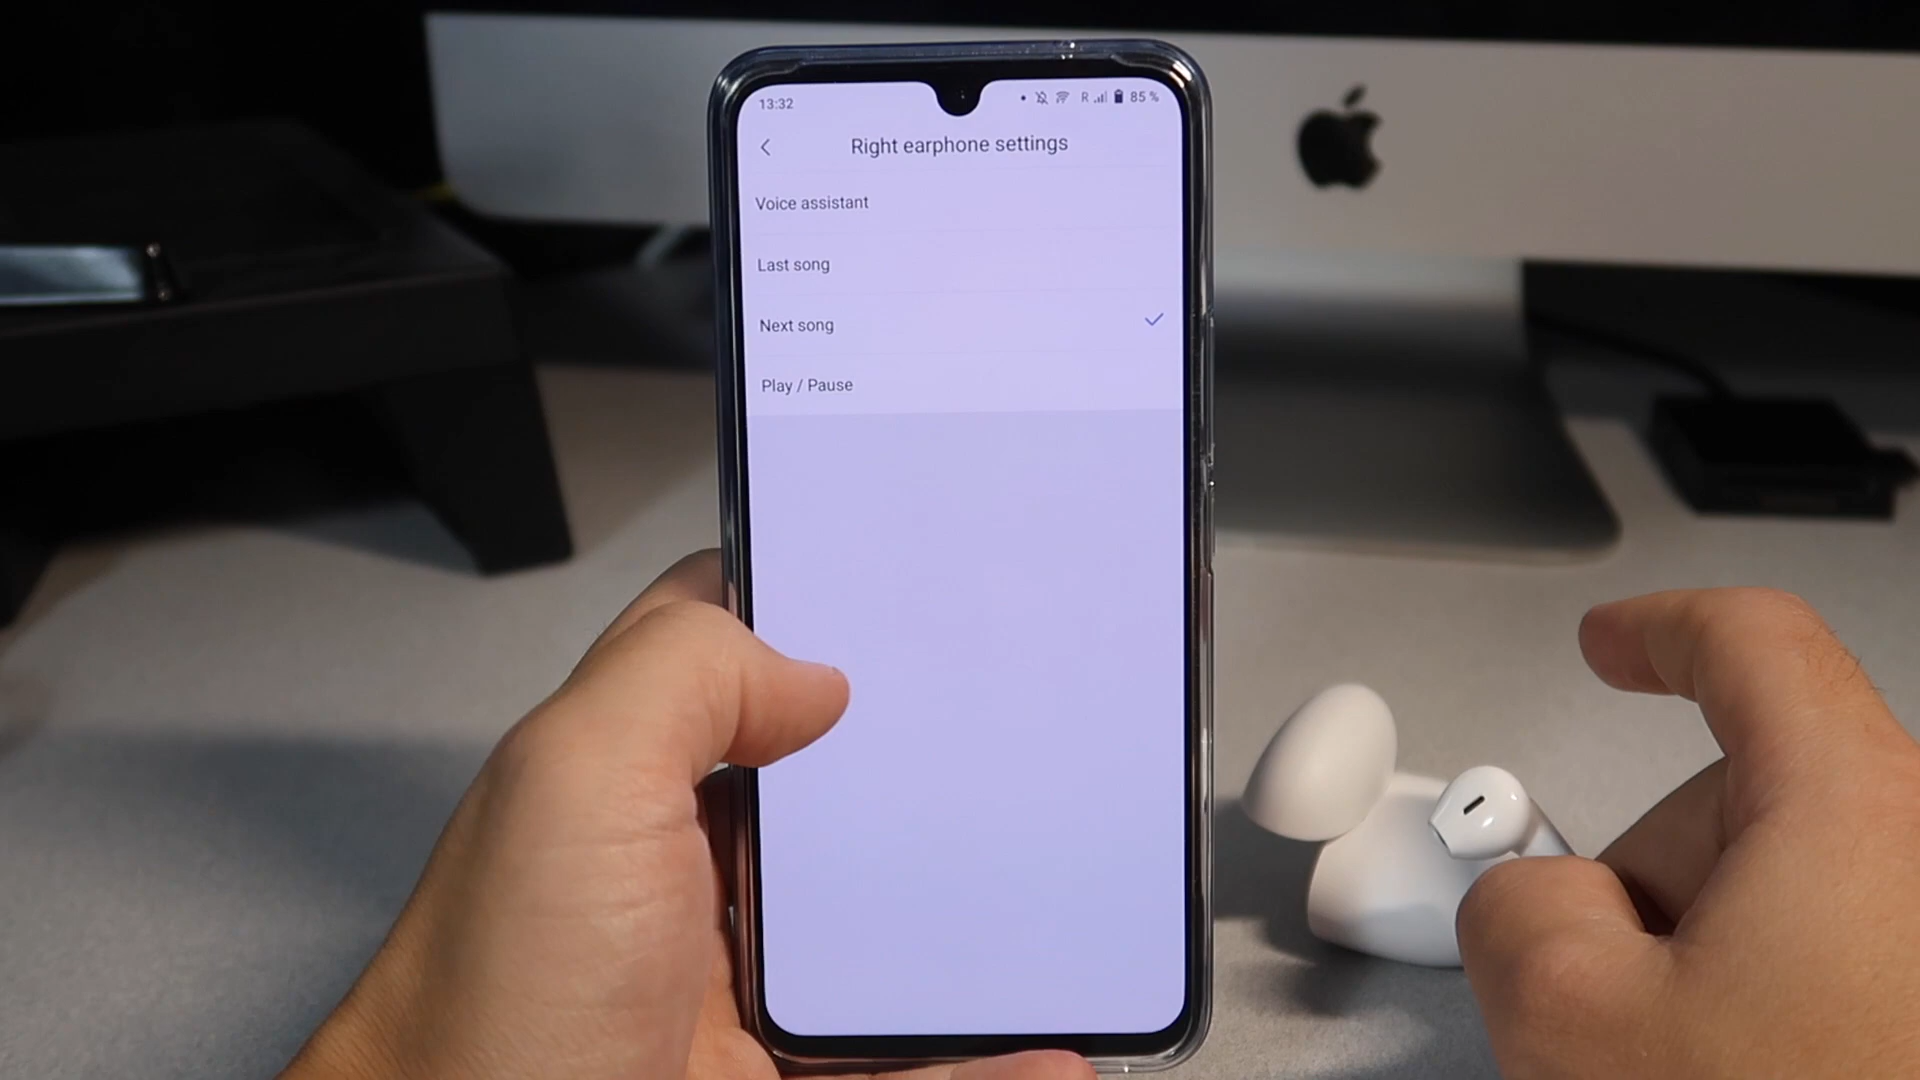 13:32
R 85 %
Right earphone settings
Voice assistant
Last song
Next song
Play / Pause